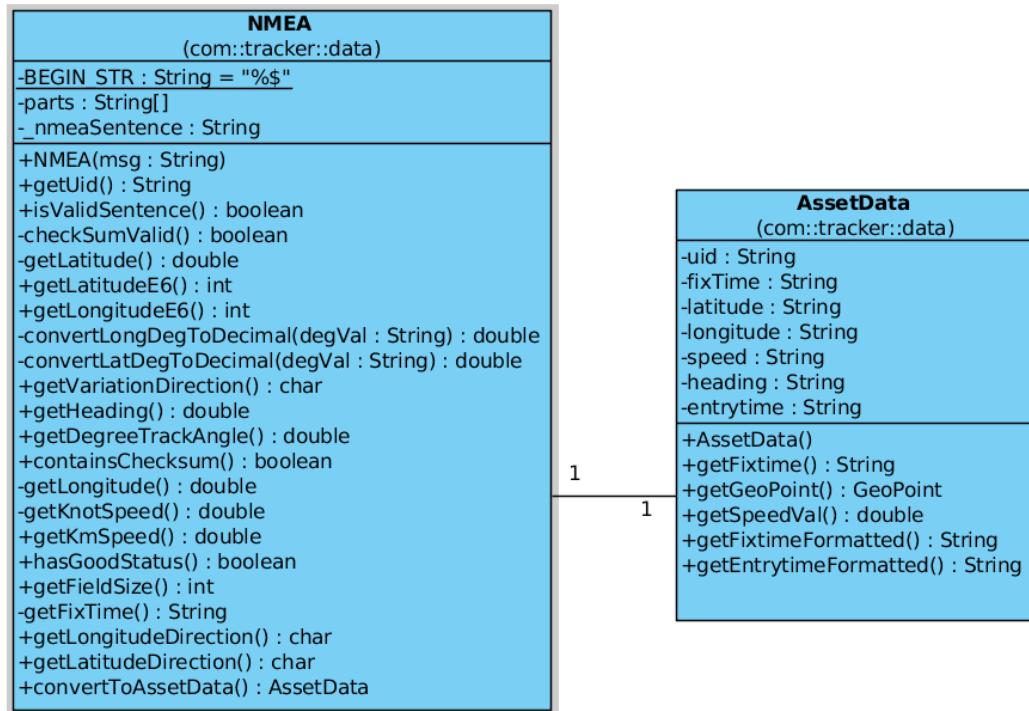 NMEA
(com::tracker::data)
-BEGIN_STR : String = "%$"
-parts : String[]
-_nmeaSentence : String
+NMEA(msg : String)
+getUid() : String
+isValidSentence() : boolean
-checkSumValid() : boolean
-getLatitude() : double
+getLatitudeE6() : int
+getLongitudeE6() : int
-convertLongDegToDecimal(degVal : String) : double
-convertLatDegToDecimal(degVal : String) : double
+getVariationDirection() : char
+getHeading() : double
+getDegreeTrackAngle() : double
+containsChecksum() : boolean
-getLongitude() : double
-getKnotSpeed() : double
+getKmSpeed() : double
+hasGoodStatus() : boolean
+getFieldSize() : int
-getFixTime() : String
+getLongitudeDirection() : char
+getLatitudeDirection() : char
+convertToAssetData() : AssetData
1
1
AssetData
(com::tracker::data)
-uid : String
-fixTime : String
-latitude : String
-longitude : String
-speed : String
-heading : String
-entrytime : String
+AssetData()
+getFixtime() : String
+getGeoPoint() : GeoPoint
+getSpeedVal() : double
+getFixtimeFormatted() : String
+getEntrytimeFormatted() : String